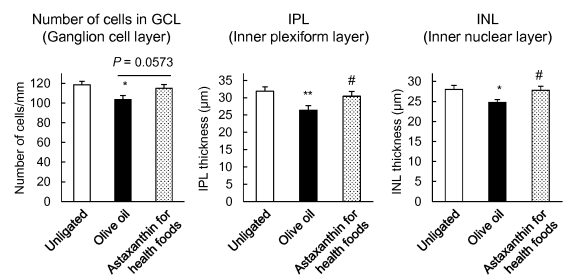 Number of cells in GCL
(Ganglion cell layer)
P = 0.0573
*
Number of cells/mm
120
100
80
60
40
20
0
Unligated
Olive oil
Astaxanthin for
health foods
IPL
(Inner plexiform layer)
**
#
IPL thickness (μm)
35
30
25
20
15
10
5
0
Unligated
Olive oil
Astaxanthin for
health foods
INL
(Inner nuclear layer)
*
#
INL thickness (μm)
30
25
20
15
10
5
0
Unligated
Olive oil
Astaxanthin for
health foods